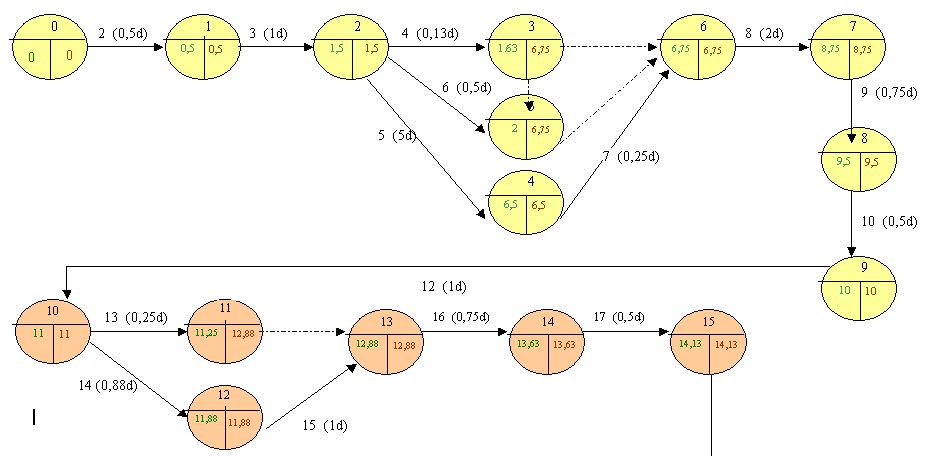 0
0 0
2 (0,5d)
1
0,5 0,5
3 (1d)
2
1,5 1,5
4 (0,13d)
3
1.63 6,75
6
6,75 6,75
8 (2d)
7
8,75 8,75
6 (0,5d)
2 6,75
5 (5d)
7 (0,25d)
4
6,5 6,5
9 (0,75d)
8
9,5 9,5
10 (0,5d)
9
10 10
12 (1d)
10
11 11
13 (0,25d)
11
11,25 12,88
13
12,88 12,88
16 (0,75d)
14
13,63 13,63
17 (0,5d)
15
14,13 14,13
14 (0,88d)
12
11,88 11,88
15 (1d)